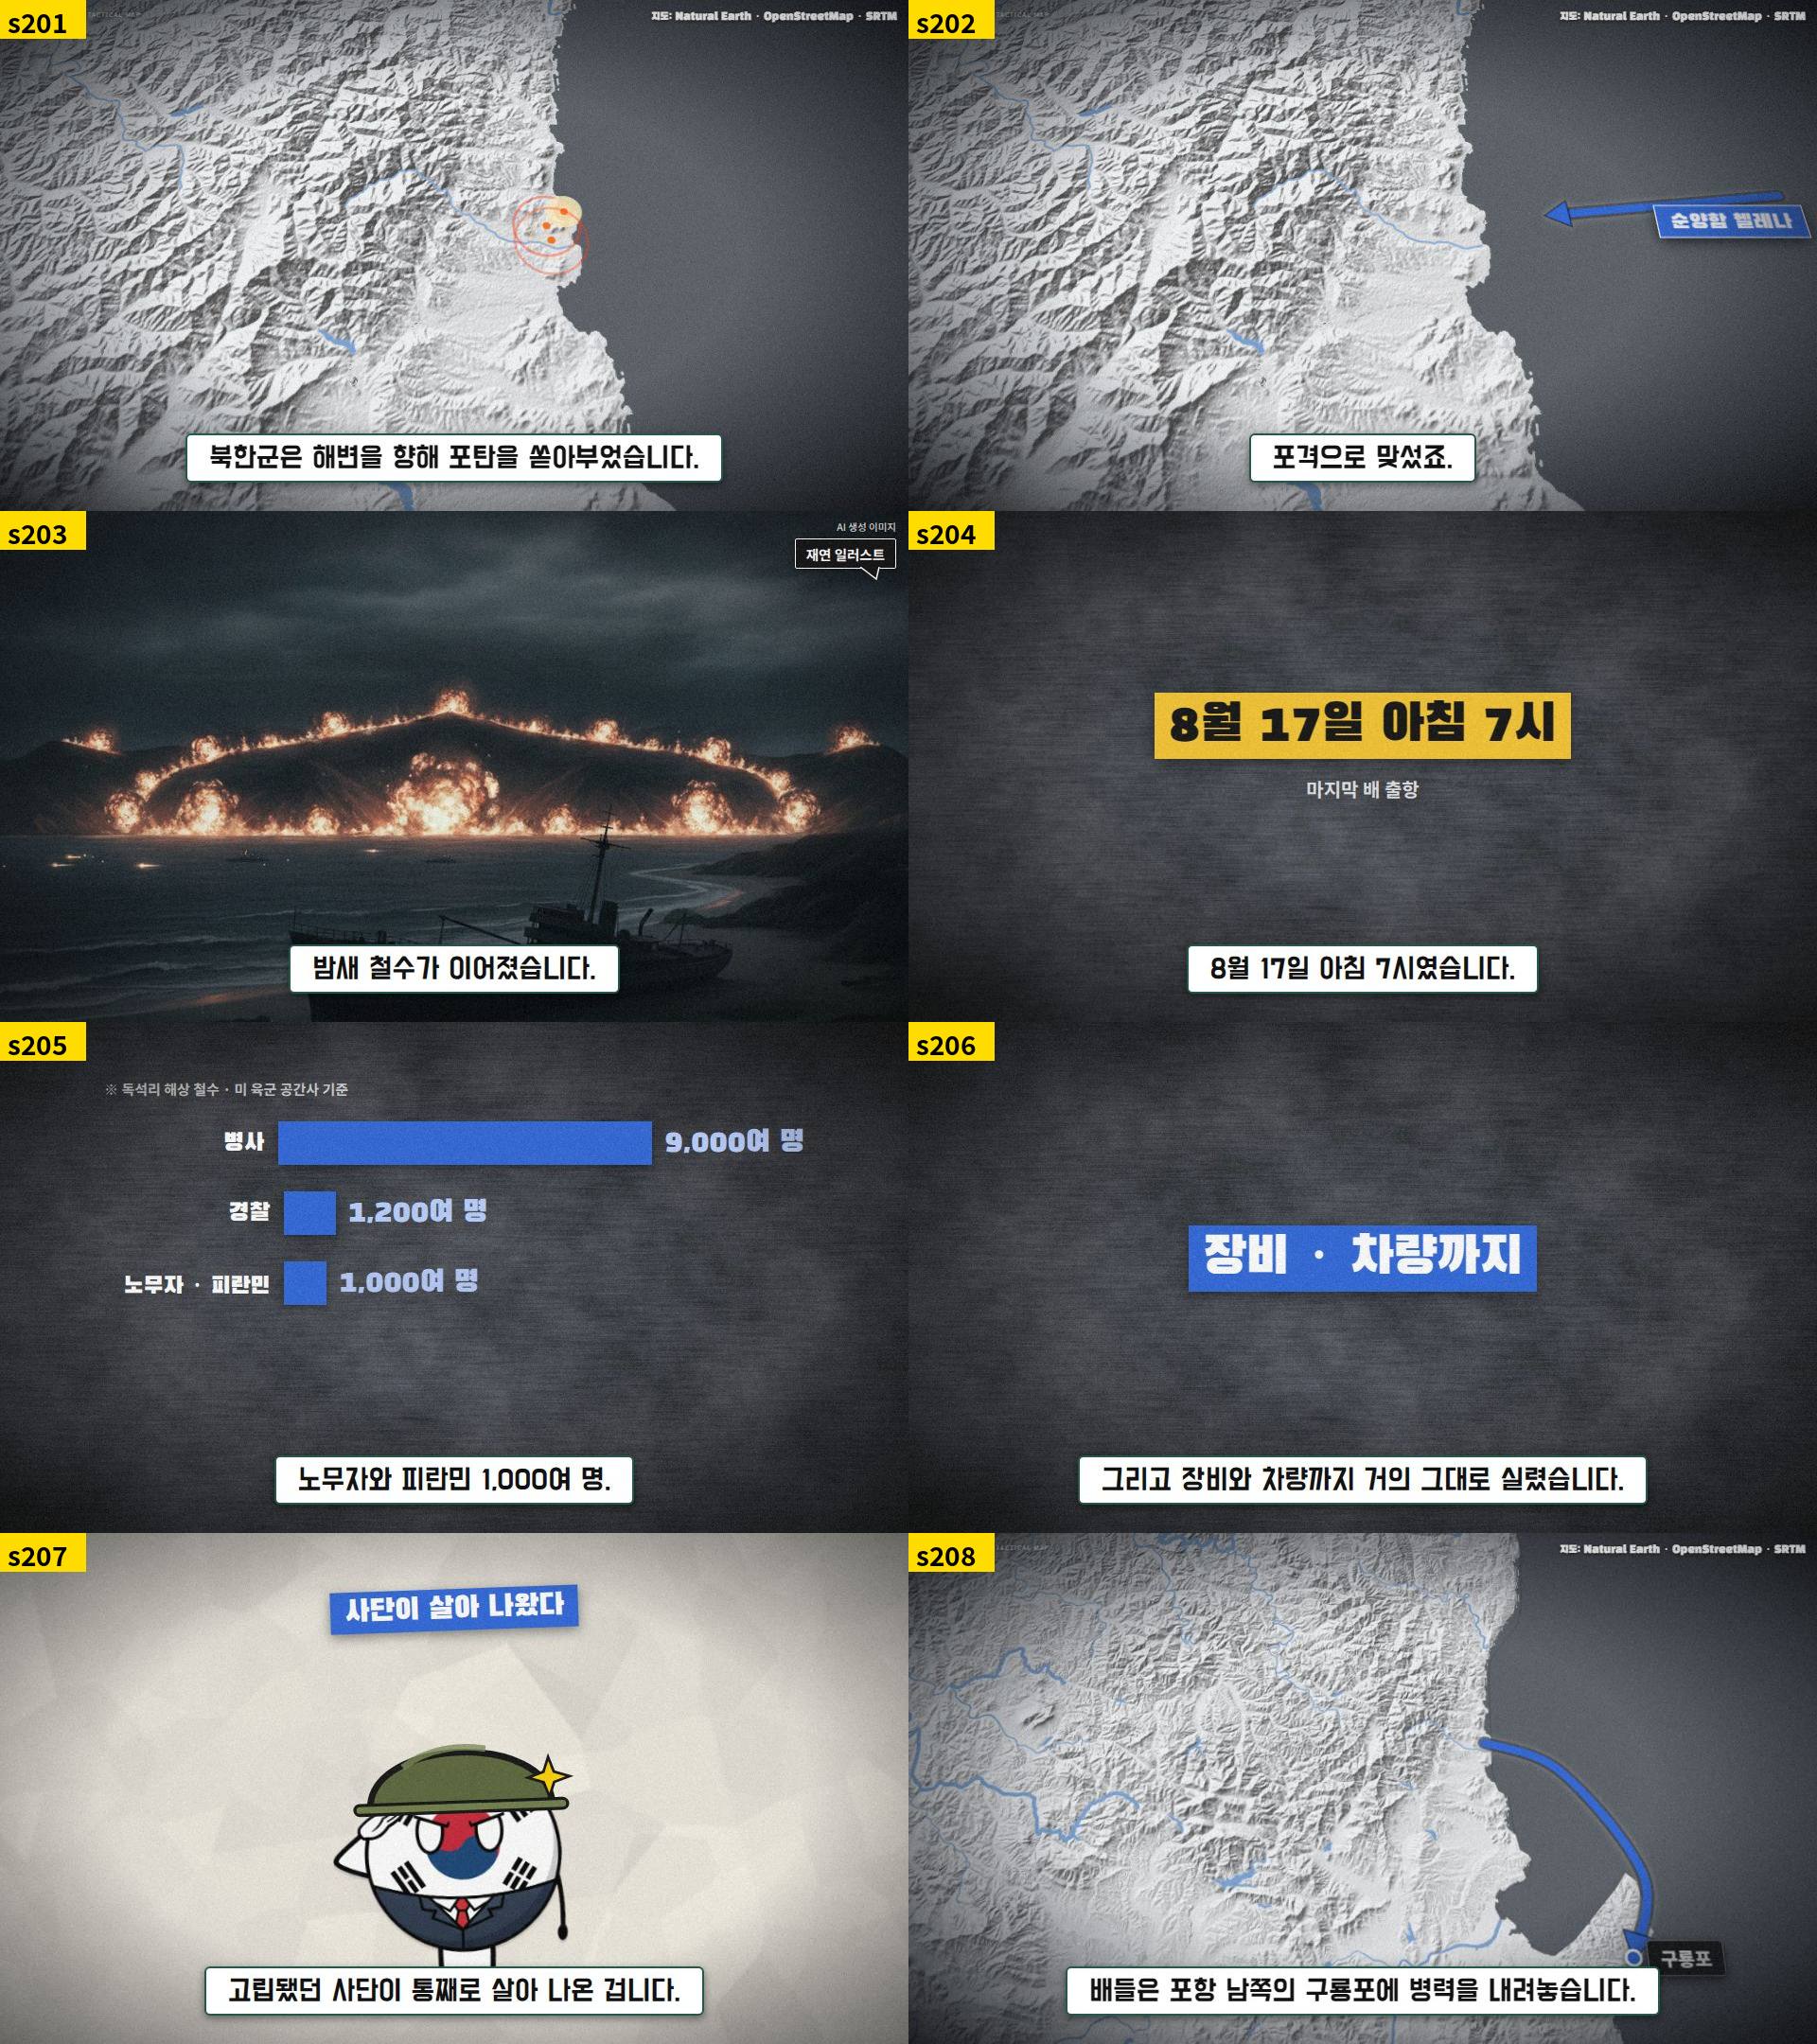 s201
지도: Natural Earth · OpenStreetMap · SRTM
북한군은 해변을 향해 포탄을 쏟아부었습니다.
s202
지도: Natural Earth · OpenStreetMap · SRTM
순양함 헬레나
포격으로 맞섰죠.
s203
AI 생성 이미지
재연 일러스트
밤새 철수가 이어졌습니다.
s204
8월 17일 아침 7시
마지막 배 출항
8월 17일 아침 7시였습니다.
s205
※ 독석리 해상 철수 · 미 육군 공간사 기준
병사
9,000여 명
경찰
1,200여 명
노무자 · 피란민
1,000여 명
노무자와 피란민 1,000여 명.
s206
장비 · 차량까지
그리고 장비와 차량까지 거의 그대로 실렸습니다.
s207
사단이 살아 나왔다
고립됐던 사단이 통째로 살아 나온 겁니다.
s208
TACTICAL MAP
지도: Natural Earth · OpenStreetMap · SRTM
구룡포
배들은 포항 남쪽의 구룡포에 병력을 내려놓습니다.